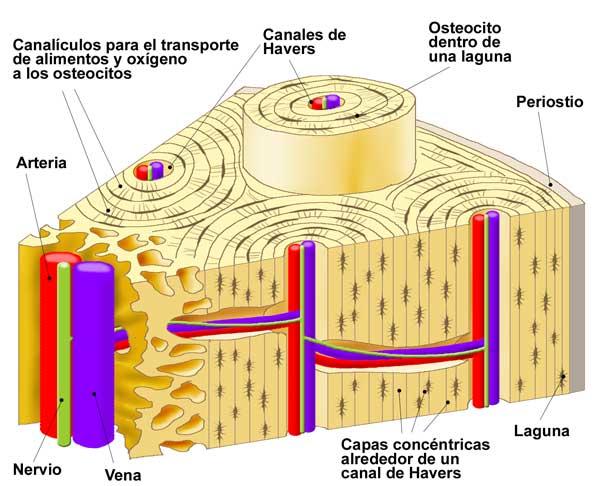 Canalículos para el transporte
de alimentos y oxígeno
a los osteocitos
Canales de
Havers
Osteocito
dentro de
una laguna
Periostio
Arteria
Nervio
Vena
Capas concéntricas
alrededor de un
canal de Havers
Laguna